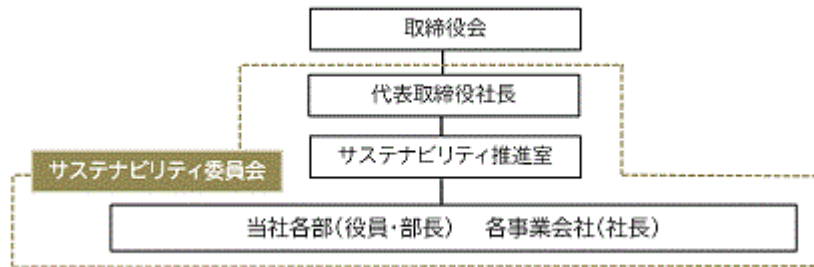 取締役会
代表取締役社長
サステナビリティ推進室
サステナビリティ委員会
当社各部(役員・部長) 各事業会社(社長)